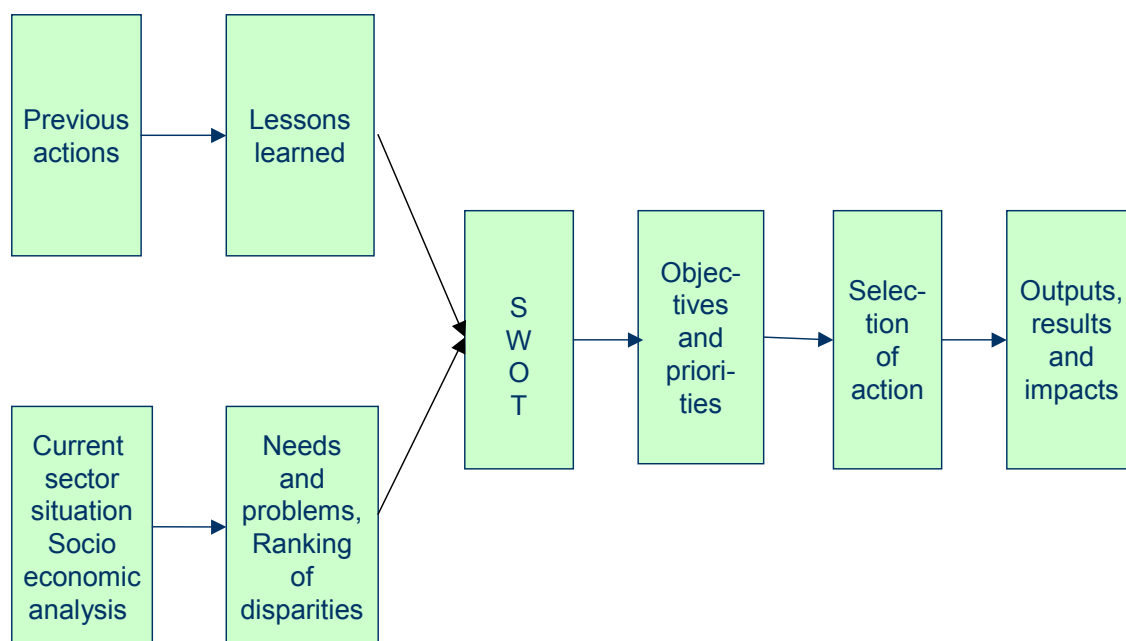 Previous
actions
Lessons
learned
S
W
O
T
Objec-
tives
and
priori-
ties
Selec-
tion
of
action
Outputs,
results
and
impacts
Current
sector
situation
Socio
economic
analysis
Needs
and
problems,
Ranking
of
disparities